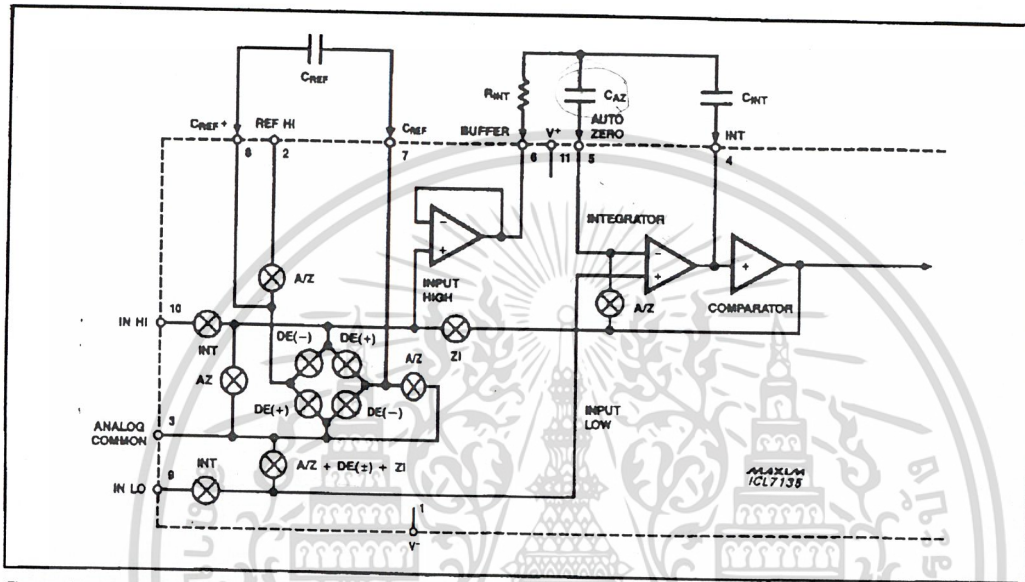 CREF
RINT
CAZ
CINT
CREF+
REF HI
CREF
BUFFER
V+
AUTO
ZERO
INT
8
2
7
6
11
5
4
INTEGRATOR
-
+
INPUT
HIGH
-
+
+
A/Z
COMPARATOR
A/Z
IN HI
10
INT
DE(-)
DE(+)
ZI
AZ
A/Z
DE(+)
DE(-)
INPUT
LOW
ANALOG
COMMON
3
INT
A/Z + DE(±) + ZI
IN LO
9
MAXIM
ICL7135
1
V-